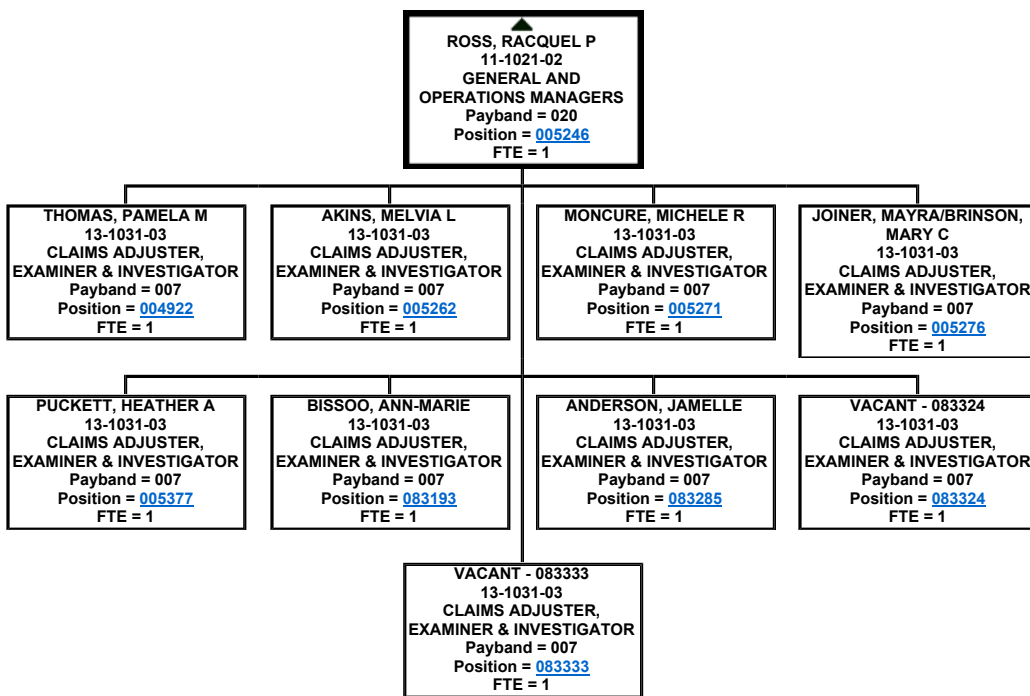 ROSS, RACQUEL P
11-1021-02
GENERAL AND
OPERATIONS MANAGERS
Payband = 020
Position = 005246
FTE = 1
THOMAS, PAMELA M
13-1031-03
CLAIMS ADJUSTER,
EXAMINER & INVESTIGATOR
Payband = 007
Position = 004922
FTE = 1
AKINS, MELVIA L
13-1031-03
CLAIMS ADJUSTER,
EXAMINER & INVESTIGATOR
Payband = 007
Position = 005262
FTE = 1
MONCURE, MICHELE R
13-1031-03
CLAIMS ADJUSTER,
EXAMINER & INVESTIGATOR
Payband = 007
Position = 005271
FTE = 1
JOINER, MAYRA/BRINSON,
MARY C
13-1031-03
CLAIMS ADJUSTER,
EXAMINER & INVESTIGATOR
Payband = 007
Position = 005276
FTE = 1
PUCKETT, HEATHER A
13-1031-03
CLAIMS ADJUSTER,
EXAMINER & INVESTIGATOR
Payband = 007
Position = 005377
FTE = 1
BISSOO, ANN-MARIE
13-1031-03
CLAIMS ADJUSTER,
EXAMINER & INVESTIGATOR
Payband = 007
Position = 083193
FTE = 1
ANDERSON, JAMELLE
13-1031-03
CLAIMS ADJUSTER,
EXAMINER & INVESTIGATOR
Payband = 007
Position = 083285
FTE = 1
VACANT - 083324
13-1031-03
CLAIMS ADJUSTER,
EXAMINER & INVESTIGATOR
Payband = 007
Position = 083324
FTE = 1
VACANT - 083333
13-1031-03
CLAIMS ADJUSTER,
EXAMINER & INVESTIGATOR
Payband = 007
Position = 083333
FTE = 1